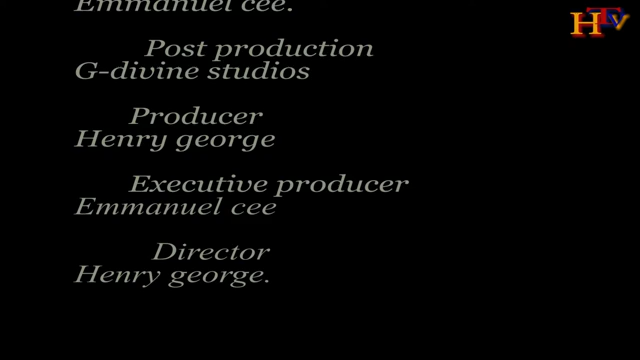 Emmanuel cee.
Post production
G-divine studios
Producer
Henry george
Executive producer
Emmanuel cee
Director
Henry george.
HTV